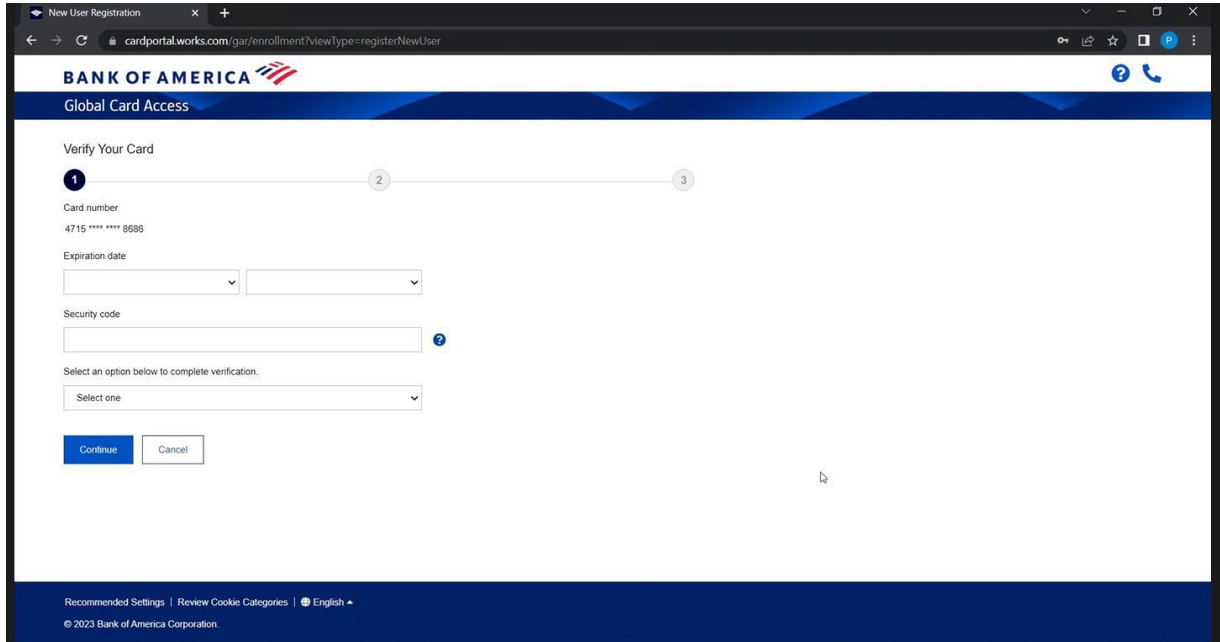 New User Registration
cardportal.works.com/gar/enrollment?viewType=registerNewUser
P
BANK OF AMERICA
Global Card Access
Verify Your Card
1 2 3
Card number
4715 **** **** 8686
Expiration date
Security code
?
Select an option below to complete verification.
Select one
Continue Cancel
Recommended Settings | Review Cookie Categories | English
© 2023 Bank of America Corporation.